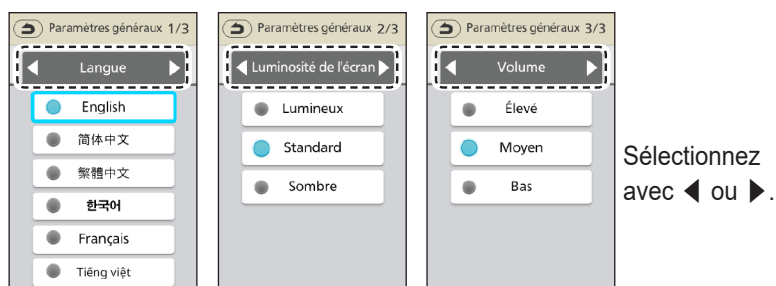 Paramètres généraux 1/3
Langue
English
简体中文
繁體中文
한국어
Français
Tiếng việt
Paramètres généraux 2/3
Luminosité de l'écran
Lumineux
Standard
Sombre
Paramètres généraux 3/3
Volume
Élevé
Moyen
Bas
Sélectionnez
avec ◀ ou ▶.